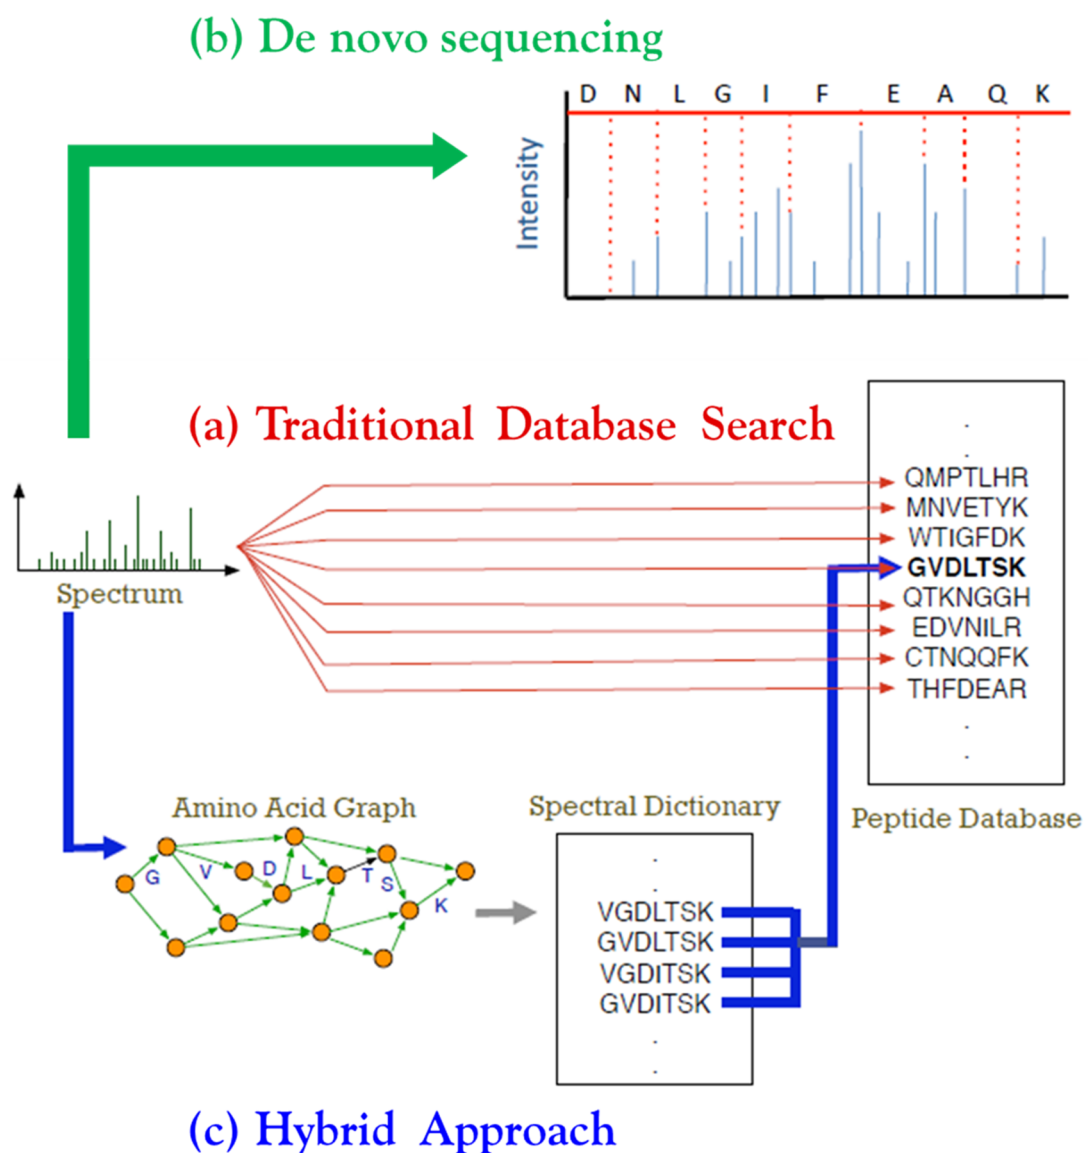 (b) De novo sequencing
D N L G I F E A Q K
Intensity
(a) Traditional Database Search
QMPTLHR
MNVETYK
WTIGFDK
GVDLTSK
QTKNGGH
EDVNILR
CTNQQFK
THFDEAR
Spectrum
Peptide Database
Amino Acid Graph
G V D L T S K
Spectral Dictionary
VGDLTSK
GVDLTSK
VGDITSK
GVDITSK
(c) Hybrid Approach